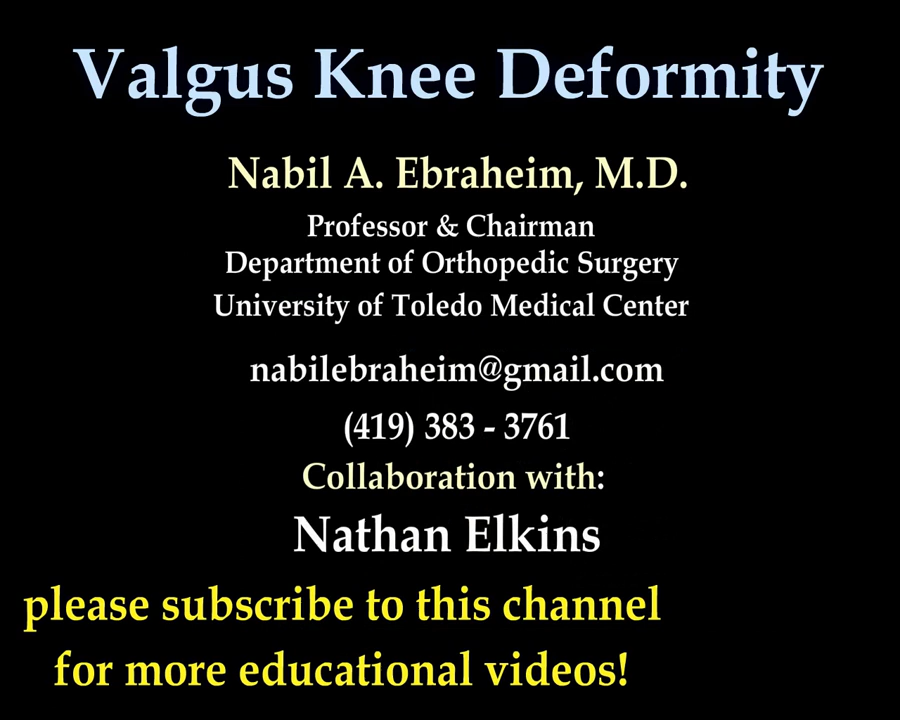 Valgus Knee Deformity
Nabil A. Ebraheim, M.D.
Professor & Chairman
Department of Orthopedic Surgery
University of Toledo Medical Center
nabilebraheim@gmail.com
(419) 383 - 3761
Collaboration with:
Nathan Elkins
please subscribe to this channel
for more educational videos!